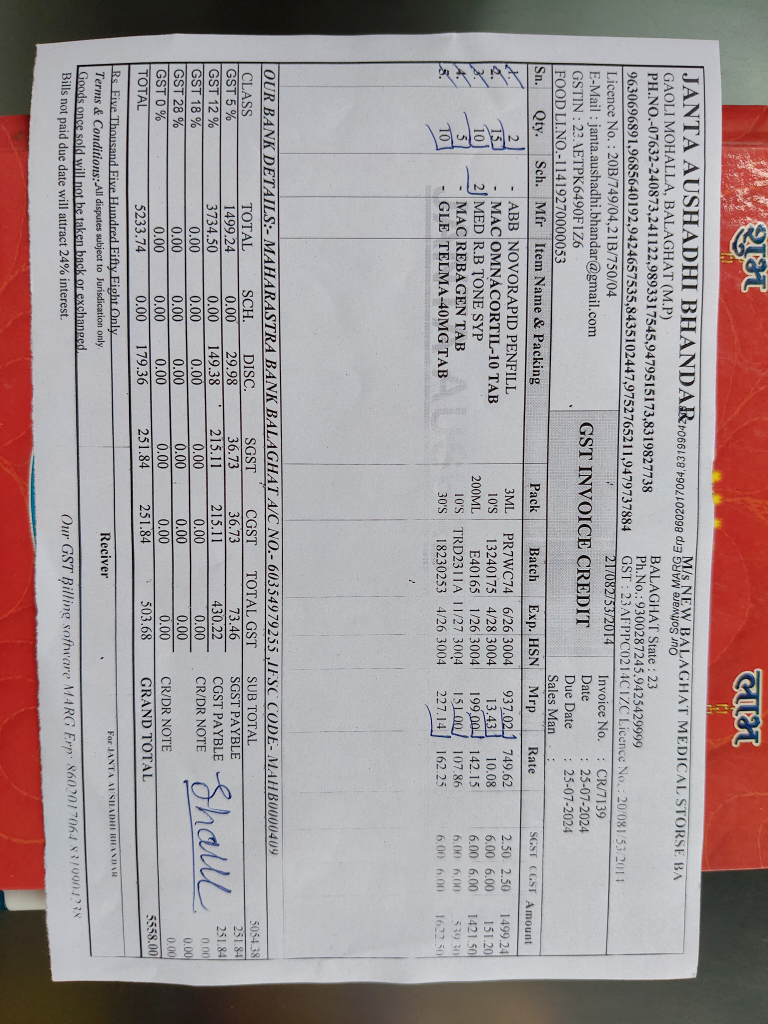 शुभ
लाभ
JANTA AUSHADHI BHANDAR
GAOLI MOHALLA, BALAGHAT (M.P)
PH.NO.-07632-240873,241122,9893317545,9479515173,8319827738
9630696891,9685640192,9424657535,8435102447,9752765211,9479737884
Licence No. : 20B/749/04,21B/750/04
E-Mail : janta.aushadhi.bhandar@gmail.com
GSTIN : 23AETPK6490F1Z6
FOOD LI.NO.-11419270000053
GST INVOICE CREDIT
M/s NEW BALAGHAT MEDICAL STORSE BA
BALAGHAT State : 23
Ph.No.: 9300287245,9425429999
GST : 23AFPPC0214C1ZC Licence No.. : 20/081/53/2014
21/082/53/2014
Invoice No. : CR/7139
Date : 25-07-2024
Due Date : 25-07-2024
Sales Man :
Sn. Qty. Sch. Mfr Item Name & Packing Pack Batch Exp. HSN Mrp Rate SGST CGST Amount
1. 2 - ABB NOVORAPID PENFILL 3ML PR7WC74 6/26 3004 937.02 749.62 2.50 2.50 1499.24
2. 15 - MAC OMNACORTIL-10 TAB 10'S 13240175 4/28 3004 13.43 10.08 6.00 6.00 151.20
3. 10 2 MED R.B TONE SYP 200ML E40165 1/26 3004 199.00 142.15 6.00 6.00 1421.50
4. 5 - MAC REBAGEN TAB 10'S TRD2311A 11/27 3004 151.00 107.86 6.00 6.00 539.30
5. 10 - GLE TELMA-40MG TAB 30'S 18230253 4/26 3004 227.14 162.25 6.00 6.00 1622.50
OUR BANK DETAILS:- MAHARASTRA BANK BALAGHAT A/C NO.- 60354979255 ,IFSC CODE- MAHB0000409
CLASS TOTAL SCH. DISC. SGST CGST TOTAL GST
GST 5 % 1499.24 0.00 29.98 36.73 36.73 73.46
GST 12 % 3734.50 0.00 149.38 215.11 215.11 430.22
GST 18 % 0.00 0.00 0.00 0.00 0.00 0.00
GST 28 % 0.00 0.00 0.00 0.00 0.00 0.00
GST 0 % 0.00 0.00 0.00 0.00 0.00
TOTAL 5233.74 0.00 179.36 251.84 251.84 503.68
SUB TOTAL 5054.38
SGST PAYBLE 251.84
CGST PAYBLE 251.84
CR/DR NOTE 0.00
0.00
CR/DR NOTE 0.00
GRAND TOTAL 5558.00
Rs. Five Thousand Five Hundred Fifty Eight Only
Terms & Conditions:-All disputes subject to Jurisdication only.
Goods once sold will not be taken back or exchanged
Bills not paid due date will attract 24% interest.
Reciver
For JANTA AUSHADHI BHANDAR
Our GST Billing software MARG Erp: 8602017064